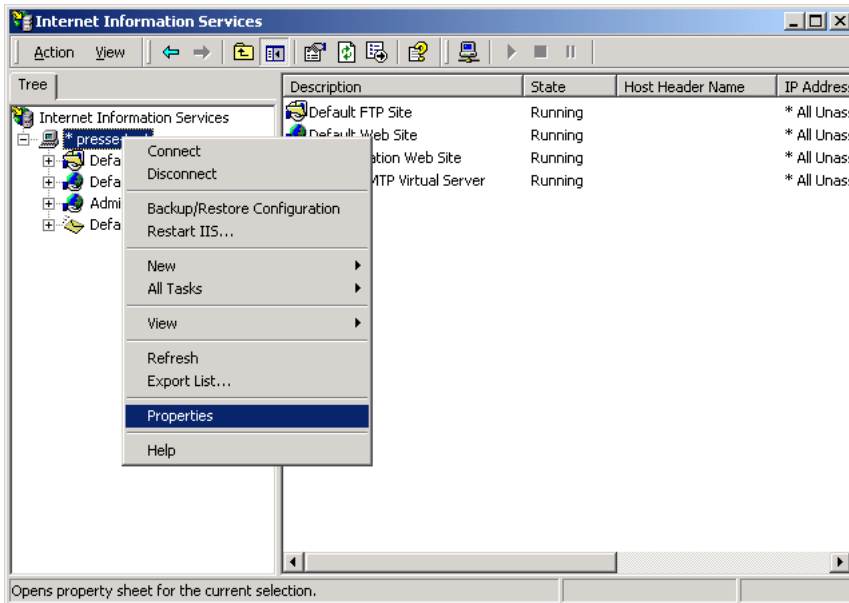 Internet Information Services
Action View
Tree
Description State Host Header Name IP Address
Internet Information Services
* presse
Defa
Defa
Admi
Defa
Default FTP Site Running * All Unas
Default Web Site Running * All Unas
ation Web Site Running * All Unas
MTP Virtual Server Running * All Unas
Connect
Disconnect
Backup/Restore Configuration
Restart IIS...
New
All Tasks
View
Refresh
Export List...
Properties
Help
Opens property sheet for the current selection.